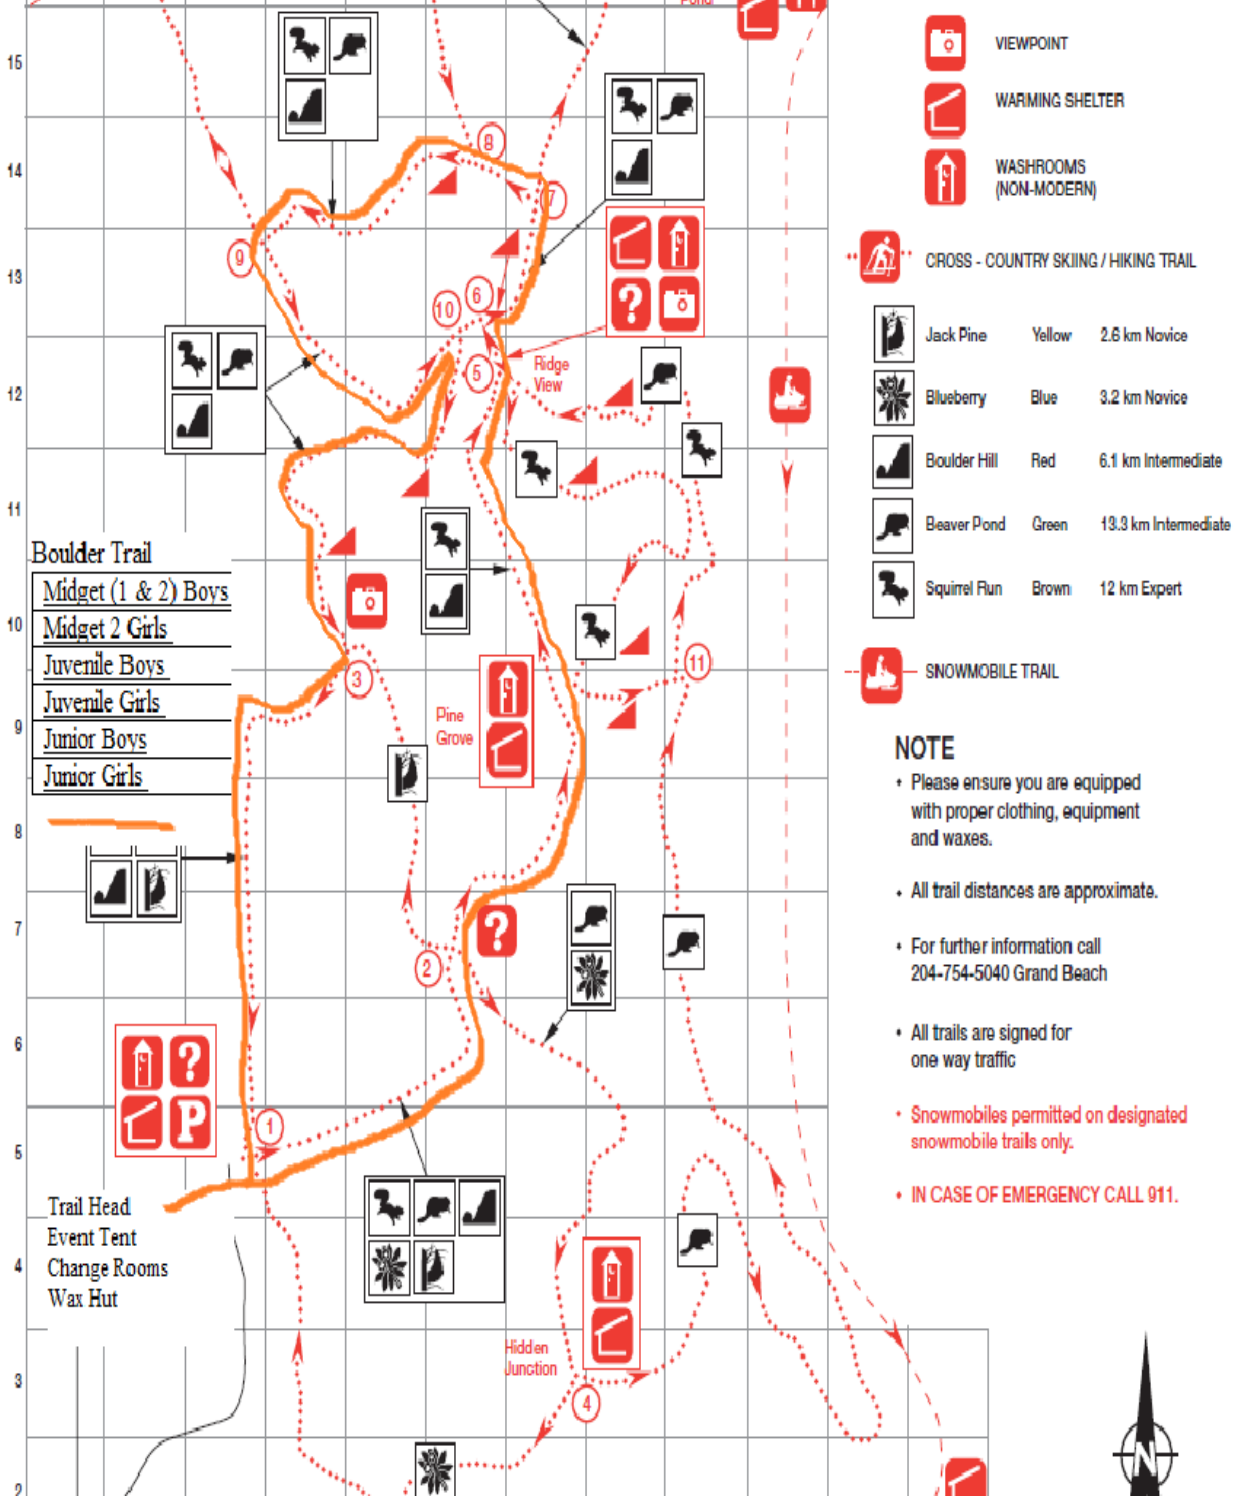 Pond
15
14
13
12
11
10
9
8
7
6
5
4
3
2
8
7
9
6
10
5
Ridge
View
11
3
Pine
Grove
2
1
P
Hidden
Junction
4
Boulder Trail
Midget (1 & 2) Boys
Midget 2 Girls
Juvenile Boys
Juvenile Girls
Junior Boys
Junior Girls
Trail Head
Event Tent
Change Rooms
Wax Hut
VIEWPOINT
WARMING SHELTER
WASHROOMS
(NON-MODERN)
CROSS - COUNTRY SKIING / HIKING TRAIL
Jack Pine Yellow 2.6 km Novice
Blueberry Blue 3.2 km Novice
Boulder Hill Red 6.1 km Intermediate
Beaver Pond Green 13.3 km Intermediate
Squirrel Run Brown 12 km Expert
SNOWMOBILE TRAIL
NOTE
• Please ensure you are equipped
with proper clothing, equipment
and waxes.
• All trail distances are approximate.
• For further information call
204-754-5040 Grand Beach
• All trails are signed for
one way traffic
• Snowmobiles permitted on designated
snowmobile trails only.
• IN CASE OF EMERGENCY CALL 911.
N